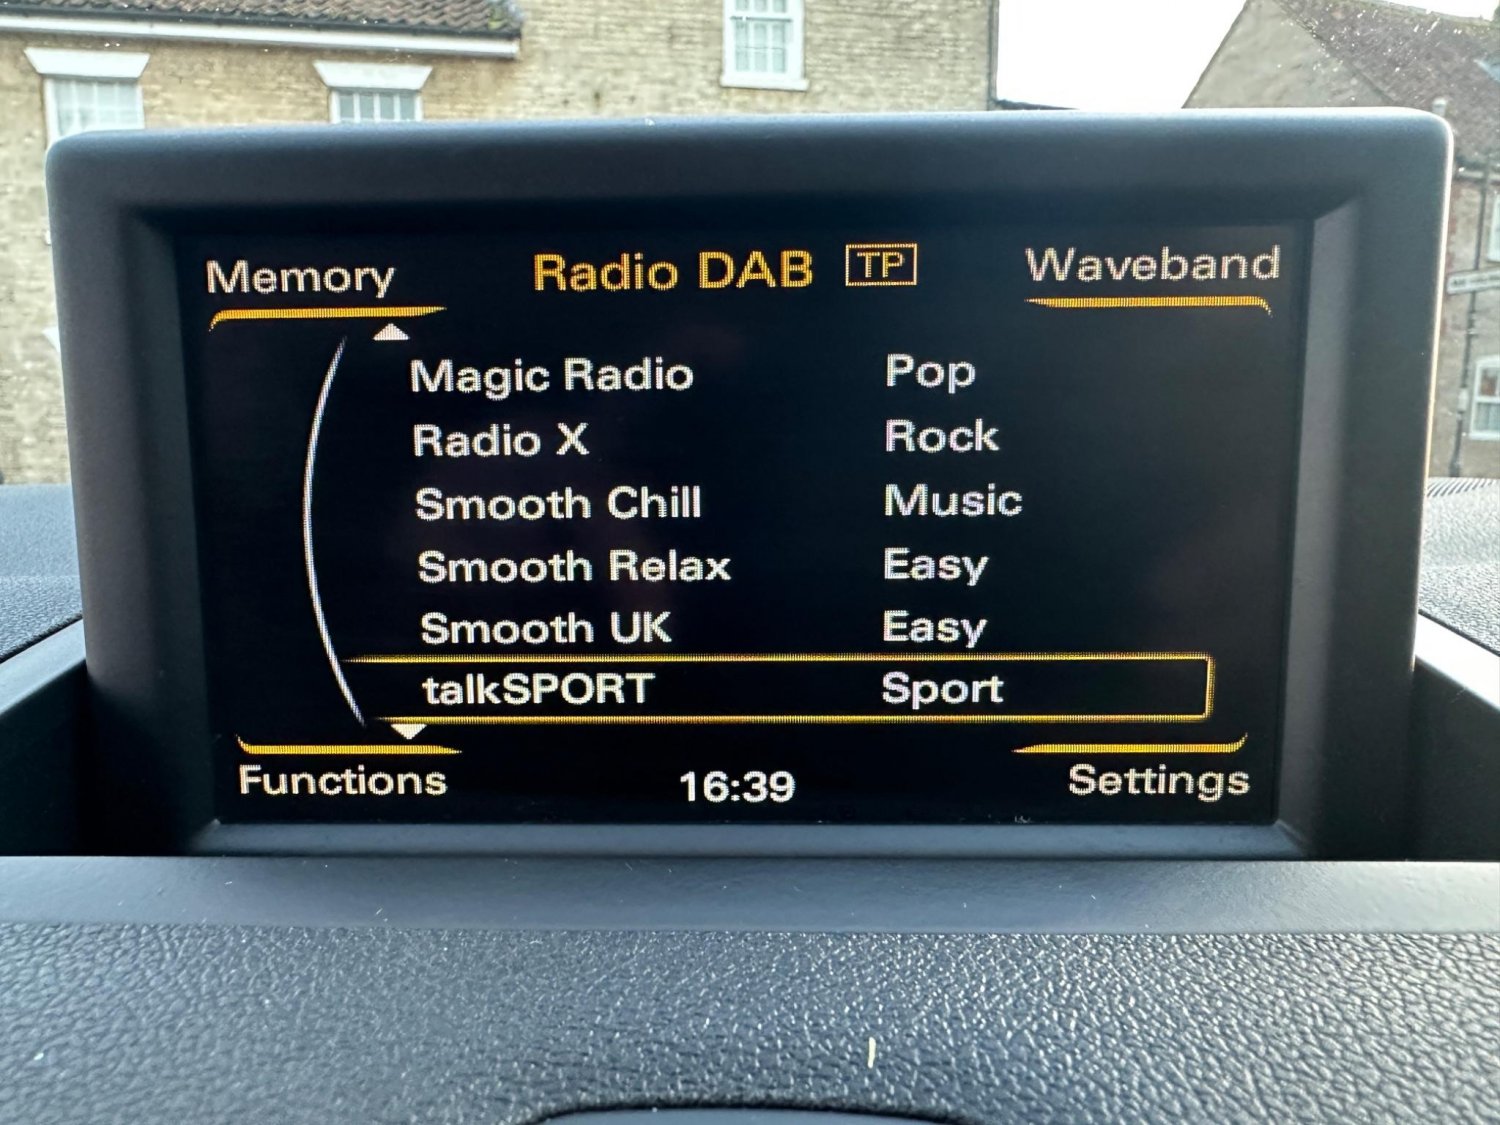 Memory Radio DAB TP Waveband
Magic Radio Pop
Radio X Rock
Smooth Chill Music
Smooth Relax Easy
Smooth UK Easy
talkSPORT Sport
Functions 16:39 Settings